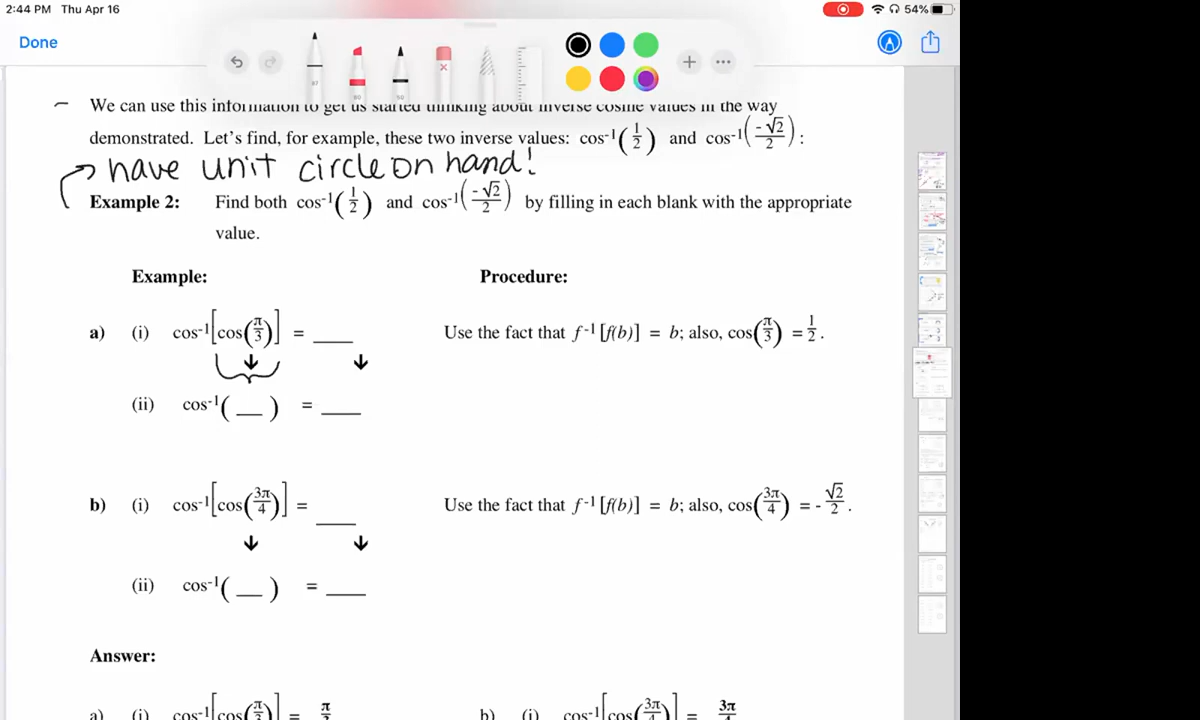 2:44 PM Thu Apr 16
54%
Done
We can use this information to get us started thinking about inverse cosine values in the way
demonstrated. Let's find, for example, these two inverse values: cos⁻¹(1/2) and cos⁻¹(-√2/2):
have unit circle on hand!
Example 2: Find both cos⁻¹(1/2) and cos⁻¹(-√2/2) by filling in each blank with the appropriate
value.
Example: Procedure:
a) (i) cos⁻¹[cos(π/3)] = ___ Use the fact that f⁻¹[f(b)] = b; also, cos(π/3) = 1/2.
↓ ↓
(ii) cos⁻¹(__) = ___
b) (i) cos⁻¹[cos(3π/4)] = ___ Use the fact that f⁻¹[f(b)] = b; also, cos(3π/4) = -√2/2.
↓ ↓
(ii) cos⁻¹(__) = ___
Answer:
a) (i) cos⁻¹[cos(π/3)] = π/3 b) (i) cos⁻¹[cos(3π/4)] = 3π/4